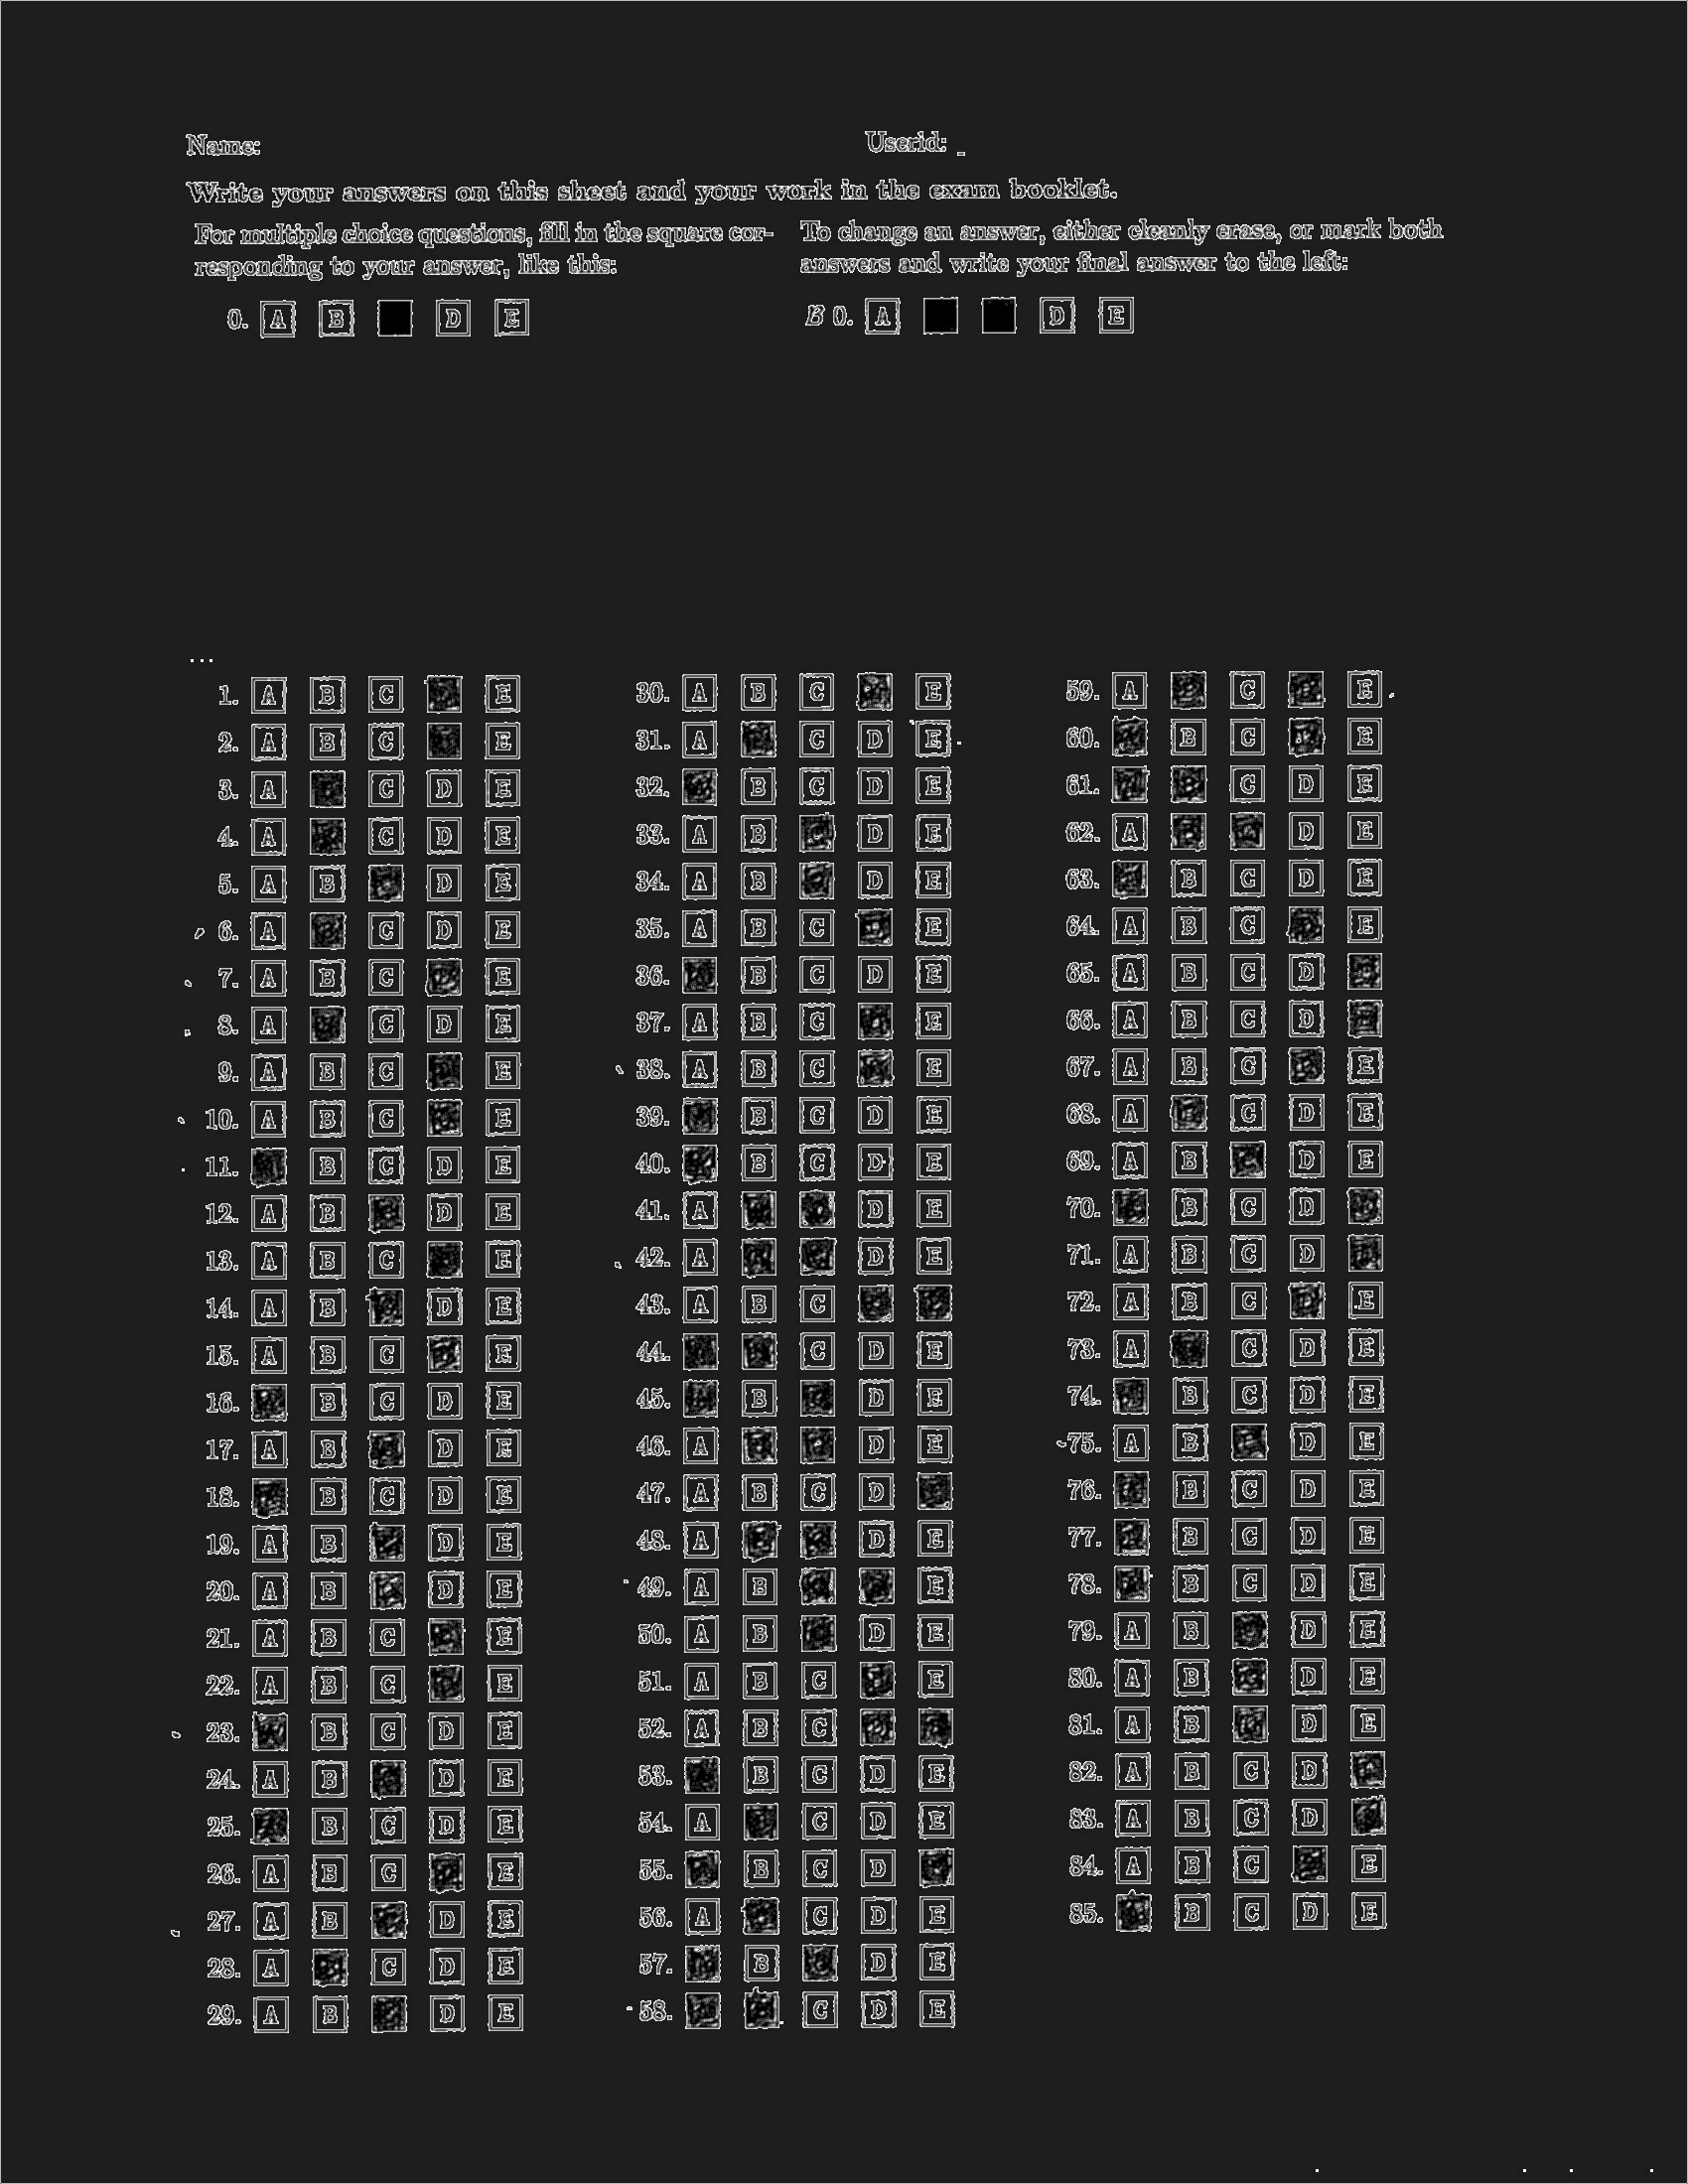 Name:
Userid: _
Write your answers on this sheet and your work in the exam booklet.
For multiple choice questions, fill in the square cor-
responding to your answer, like this:
0. A B D E
To change an answer, either cleanly erase, or mark both
answers and write your final answer to the left:
B 0. A D E
...
1. A B C E
2. A B C E
3. A C D E
4. A C D E
5. A B D E
6. A C D E
7. A B C E
8. A C D E
9. A B C E
10. A B C E
11. B C D E
12. A B D E
13. A B C E
14. A B D E
15. A B C E
16. B C D E
17. A B D E
18. B C D E
19. A B D E
20. A B D E
21. A B C E
22. A B C E
23. B C D E
24. A B D E
25. B C D E
26. A B C E
27. A B D E
28. A C D E
29. A B D E
30. A B C E
31. A C D E
32. B C D E
33. A B D E
34. A B D E
35. A B C E
36. B C D E
37. A B C E
38. A B C E
39. B C D E
40. B C D E
41. A D E
42. A D E
43. A B C
44. C D E
45. B D E
46. A D E
47. A B C D
48. A D E
49. A B E
50. A B D E
51. A B C E
52. A B C
53. B C D E
54. A C D E
55. B C D
56. A C D E
57. B D E
58. C D E
59. A C E
60. B C E
61. C D E
62. A D E
63. B C D E
64. A B C E
65. A B C D
66. A B C D
67. A B C E
68. A C D E
69. A B D E
70. B C D
71. A B C D
72. A B C E
73. A C D E
74. B C D E
75. A B D E
76. B C D E
77. B C D E
78. B C D E
79. A B D E
80. A B D E
81. A B D E
82. A B C D
83. A B C D
84. A B C E
85. B C D E